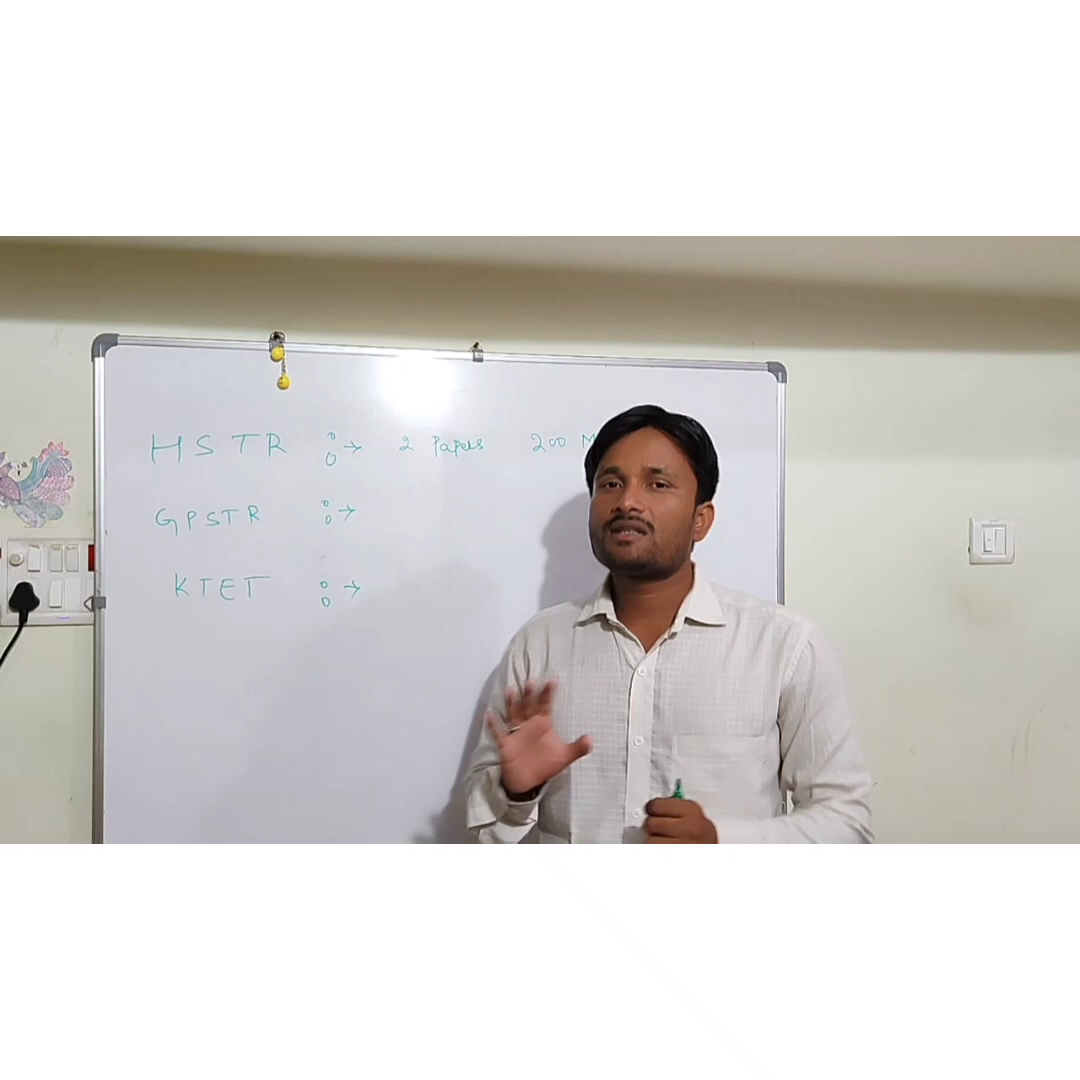 HSTR :→ 2 Papers 200 M
GPSTR :→
KTET :→